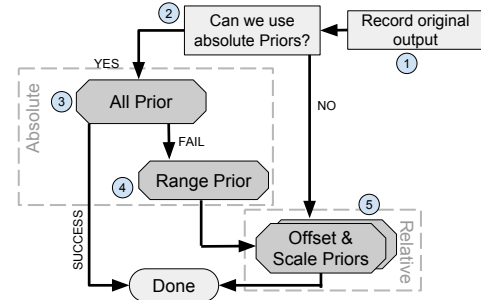 2
Can we use
absolute Priors?
Record original
output
1
YES
NO
Absolute
3
All Prior
FAIL
4
Range Prior
SUCCESS
5
Offset &
Scale Priors
Relative
Done